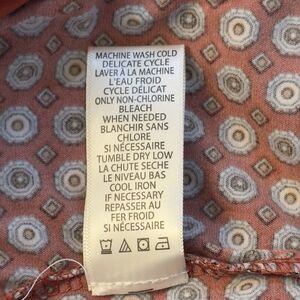 MACHINE WASH COLD
DELICATE CYCLE
LAVER À LA MACHINE
L'EAU FROID
CYCLE DÉLICAT
ONLY NON-CHLORINE
BLEACH
WHEN NEEDED
BLANCHIR SANS
CHLORE
SI NÉCESSAIRE
TUMBLE DRY LOW
LA CHUTE SECHE
LE NIVEAU BAS
COOL IRON
IF NECESSARY
REPASSER AU
FER FROID
SI NÉCESSAIRE